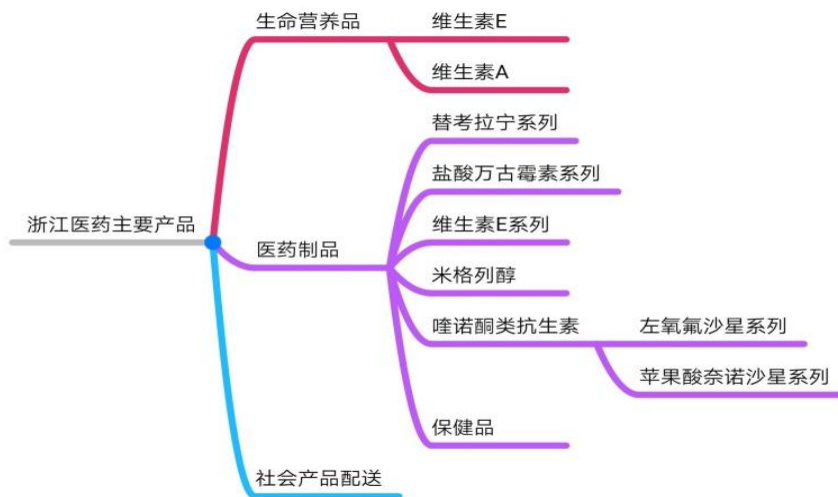 生命营养品
维生素E
维生素A
替考拉宁系列
盐酸万古霉素系列
浙江医药主要产品
维生素E系列
医药制品
米格列醇
喹诺酮类抗生素
左氧氟沙星系列
苹果酸奈诺沙星系列
保健品
社会产品配送